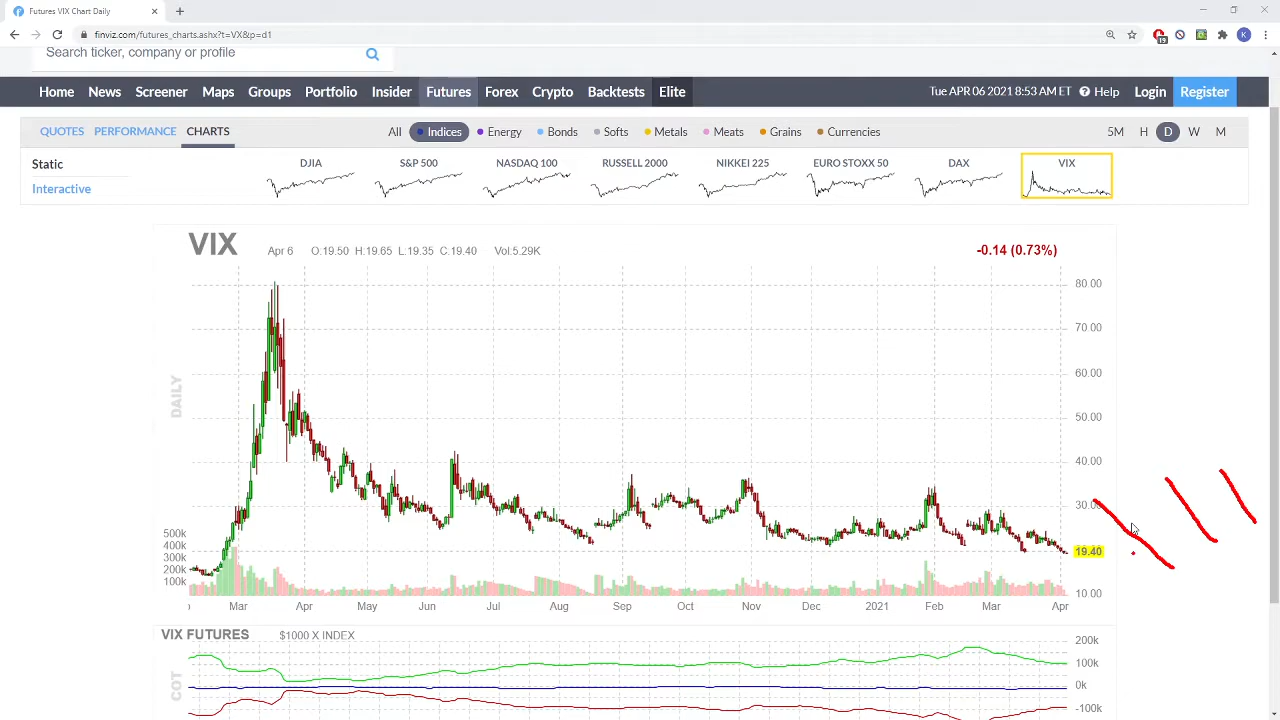 Futures VIX Chart Daily
finviz.com/futures_charts.ashx?t=VX&p=d1
19
K
Search ticker, company or profile
Home News Screener Maps Groups Portfolio Insider Futures Forex Crypto Backtests Elite Tue APR 06 2021 8:53 AM ET Help Login Register
QUOTES PERFORMANCE CHARTS All Indices Energy Bonds Softs Metals Meats Grains Currencies 5M H D W M
Static
Interactive
DJIA S&P 500 NASDAQ 100 RUSSELL 2000 NIKKEI 225 EURO STOXX 50 DAX VIX
VIX Apr 6 O:19.50 H:19.65 L:19.35 C:19.40 Vol:5.29K -0.14 (0.73%)
80.00
70.00
60.00
50.00
40.00
30.00
19.40
10.00
DAILY
500k
400k
300k
200k
100k
Mar Apr May Jun Jul Aug Sep Oct Nov Dec 2021 Feb Mar Apr
VIX FUTURES $1000 X INDEX
200k
100k
0k
-100k
COT